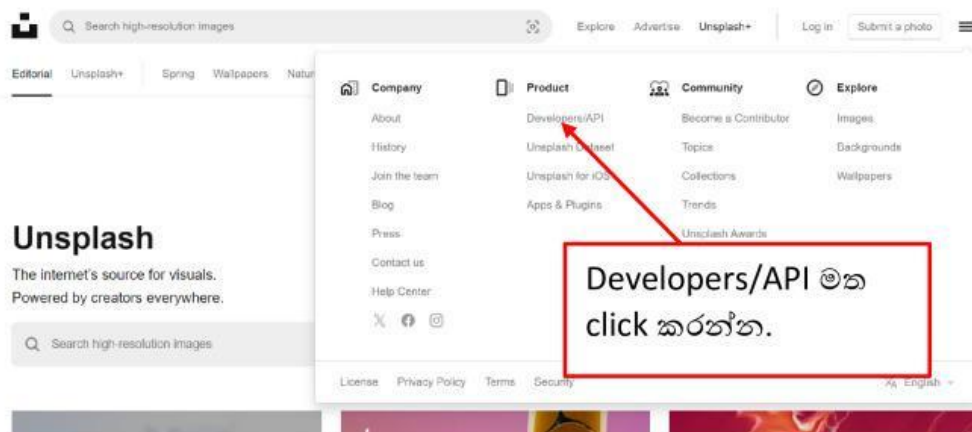 Search high-resolution images
Explore Advertise Unsplash+ Log in Submit a photo
Editorial Unsplash+ Spring Wallpapers Natur
Company
About
History
Join the team
Blog
Press
Contact us
Help Center
Product
Developers/API
Unsplash Dataset
Unsplash for iOS
Apps & Plugins
Community
Become a Contributor
Topics
Collections
Trends
Unsplash Awards
Explore
Images
Backgrounds
Wallpapers
Unsplash
The internet's source for visuals.
Powered by creators everywhere.
Search high-resolution images
Developers/API මත
click කරන්න.
License Privacy Policy Terms Security English